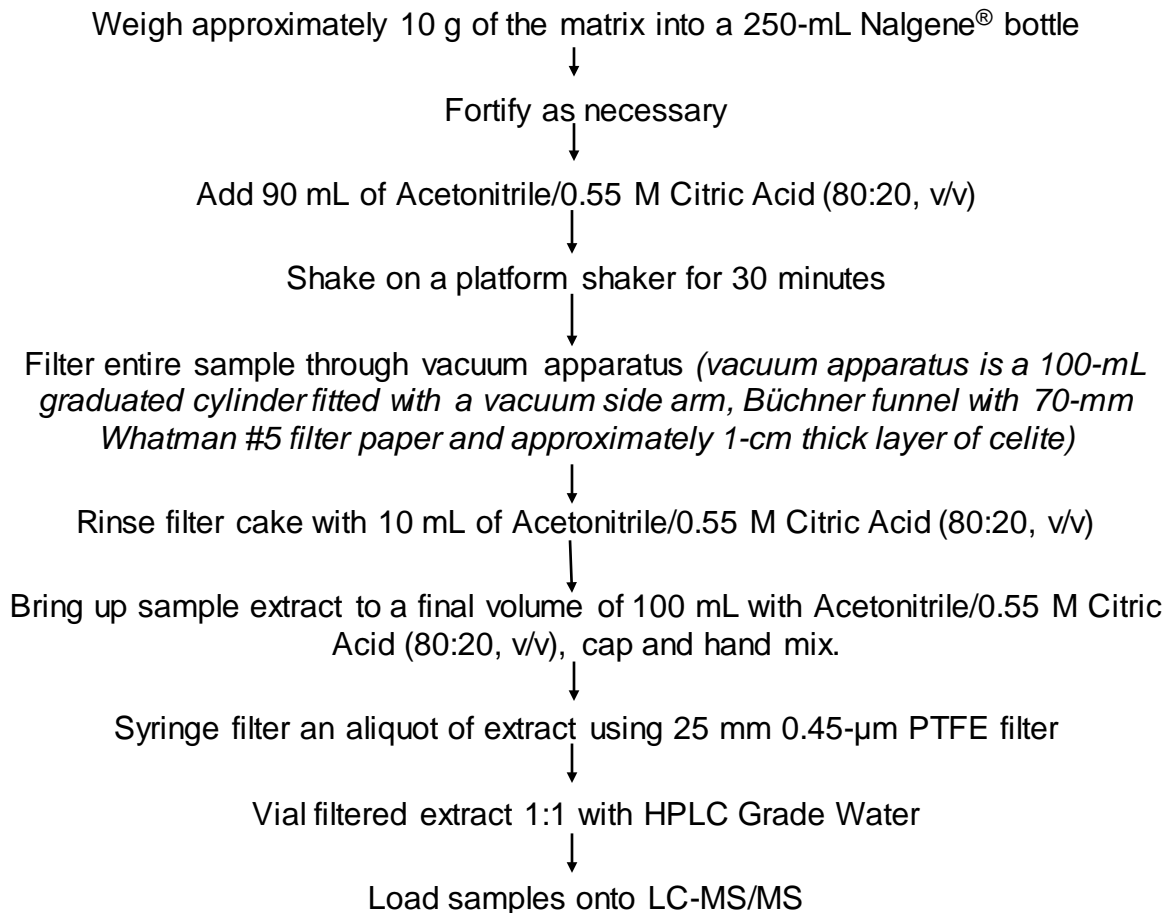 Weigh approximately 10 g of the matrix into a 250-mL Nalgene® bottle
Fortify as necessary
Add 90 mL of Acetonitrile/0.55 M Citric Acid (80:20, v/v)
Shake on a platform shaker for 30 minutes
Filter entire sample through vacuum apparatus (vacuum apparatus is a 100-mL
graduated cylinder fitted with a vacuum side arm, Büchner funnel with 70-mm
Whatman #5 filter paper and approximately 1-cm thick layer of celite)
Rinse filter cake with 10 mL of Acetonitrile/0.55 M Citric Acid (80:20, v/v)
Bring up sample extract to a final volume of 100 mL with Acetonitrile/0.55 M Citric
Acid (80:20, v/v), cap and hand mix.
Syringe filter an aliquot of extract using 25 mm 0.45-µm PTFE filter
Vial filtered extract 1:1 with HPLC Grade Water
Load samples onto LC-MS/MS